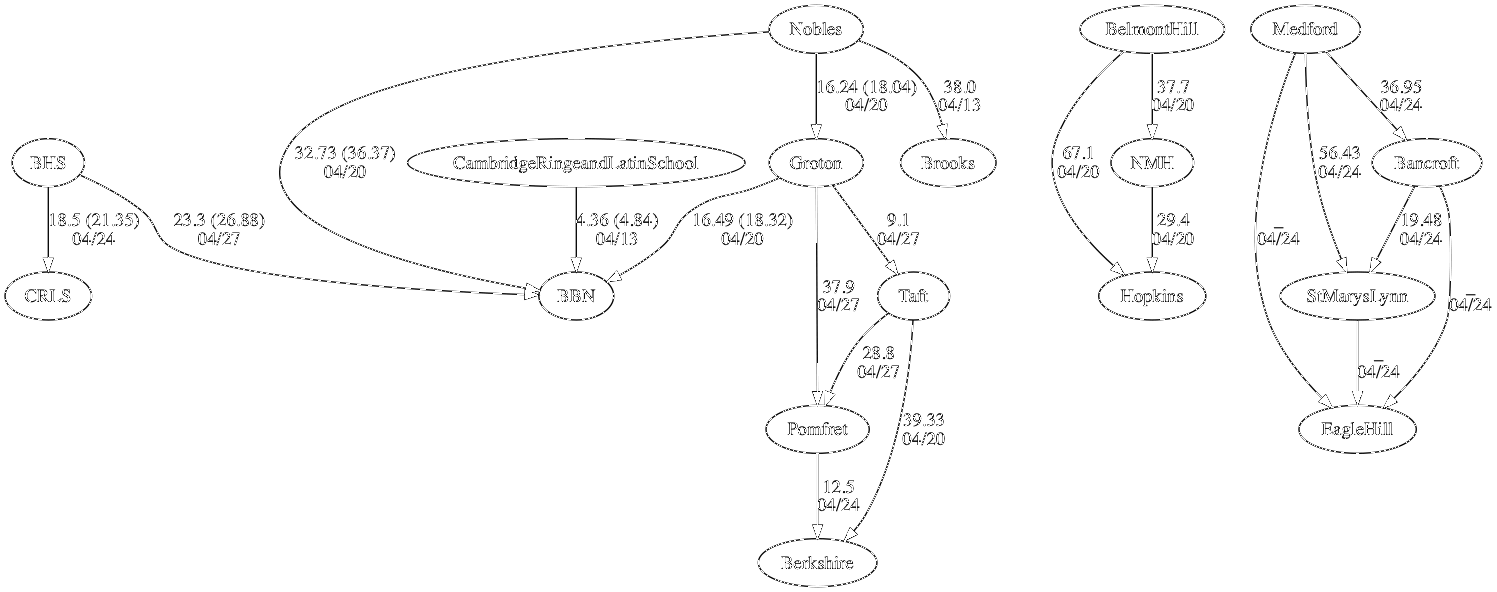 Nobles
BelmontHill
Medford
16.24 (18.04)
04/20
38.0
04/13
37.7
04/20
36.95
04/24
32.73 (36.37)
04/20
BHS
CambridgeRingeandLatinSchool
Groton
Brooks
67.1
04/20
NMH
56.43
04/24
Bancroft
18.5 (21.35)
04/24
23.3 (26.88)
04/27
4.36 (4.84)
04/13
16.49 (18.32)
04/20
9.1
04/27
29.4
04/20
-
04/24
19.48
04/24
CRLS
BBN
37.9
04/27
Taft
Hopkins
StMarysLynn
-
04/24
28.8
04/27
-
04/24
Pomfret
39.33
04/20
EagleHill
12.5
04/24
Berkshire